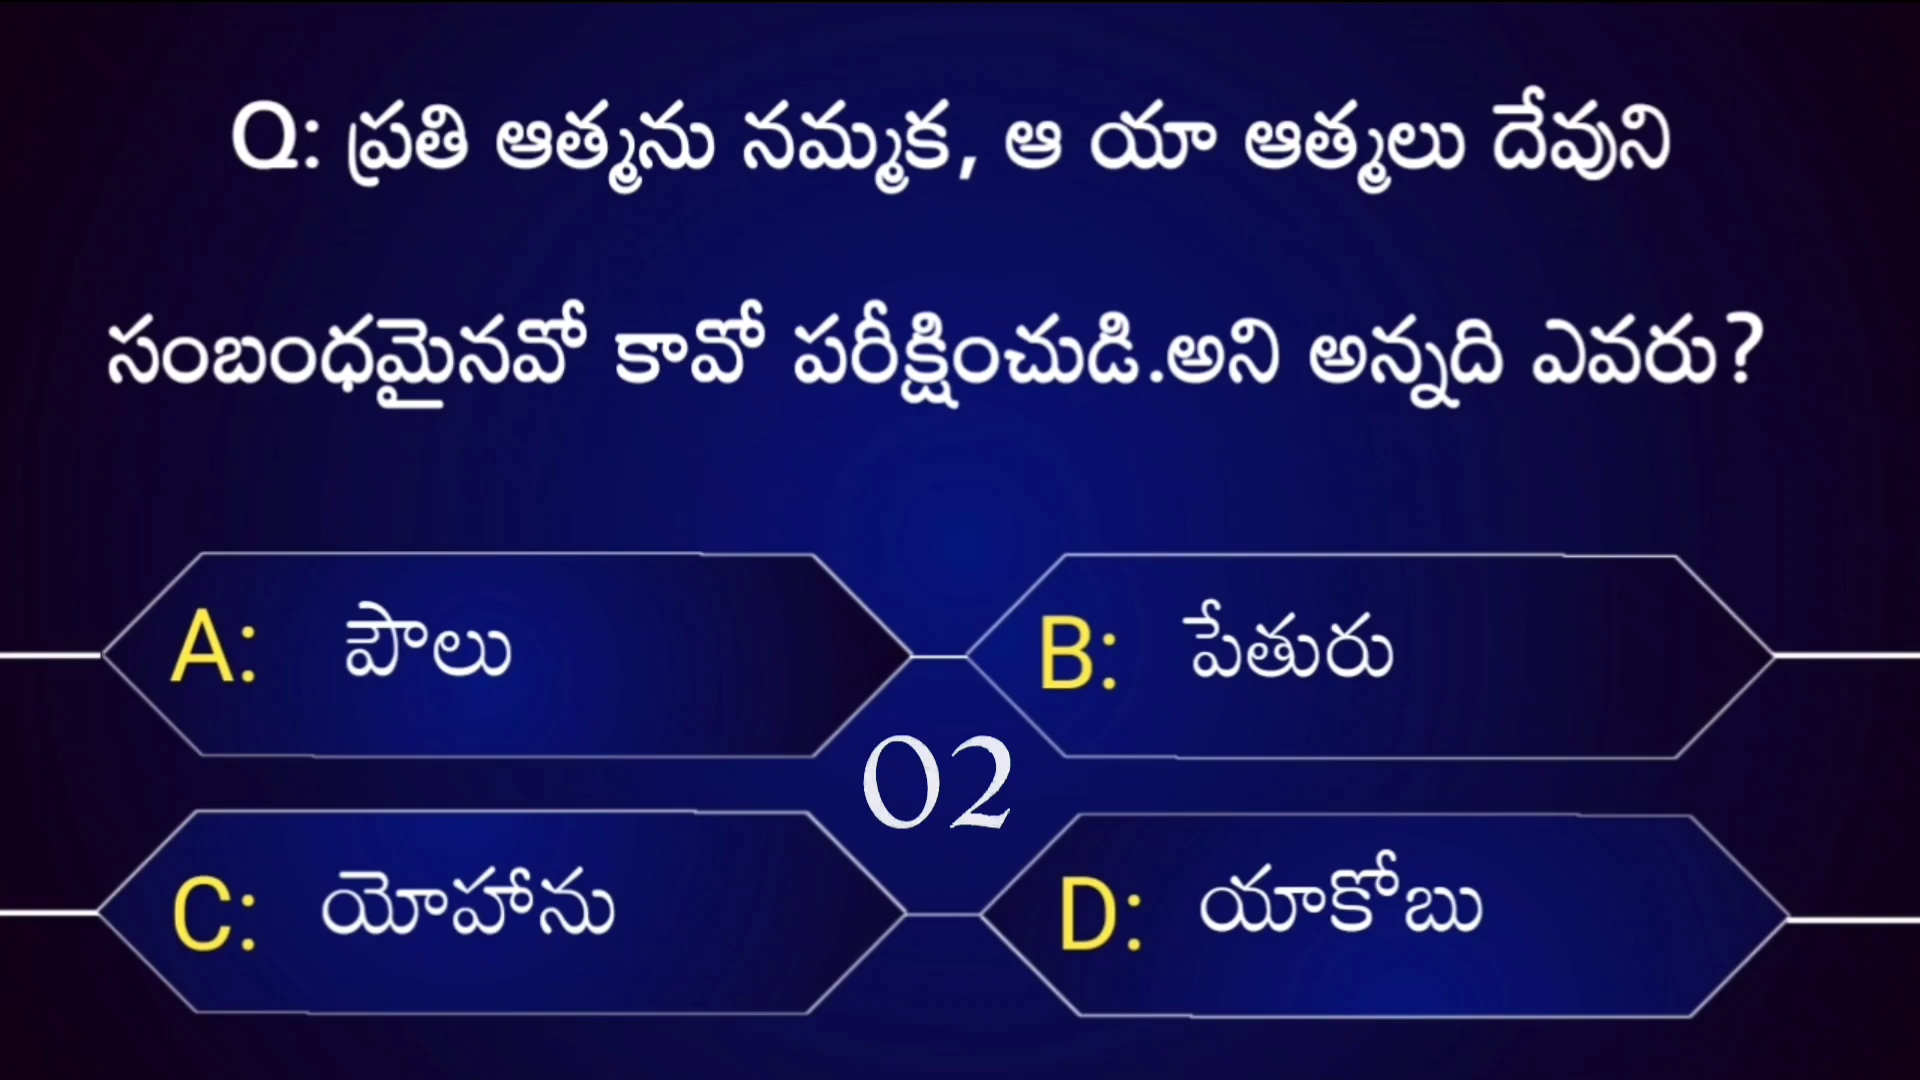 Q: ప్రతి ఆత్మను నమ్మక, ఆ యా ఆత్మలు దేవుని
సంబంధమైనవో కావో పరీక్షించుడి.అని అన్నది ఎవరు?
A: పౌలు
B: పేతురు
02
C: యోహాను
D: యాకోబు